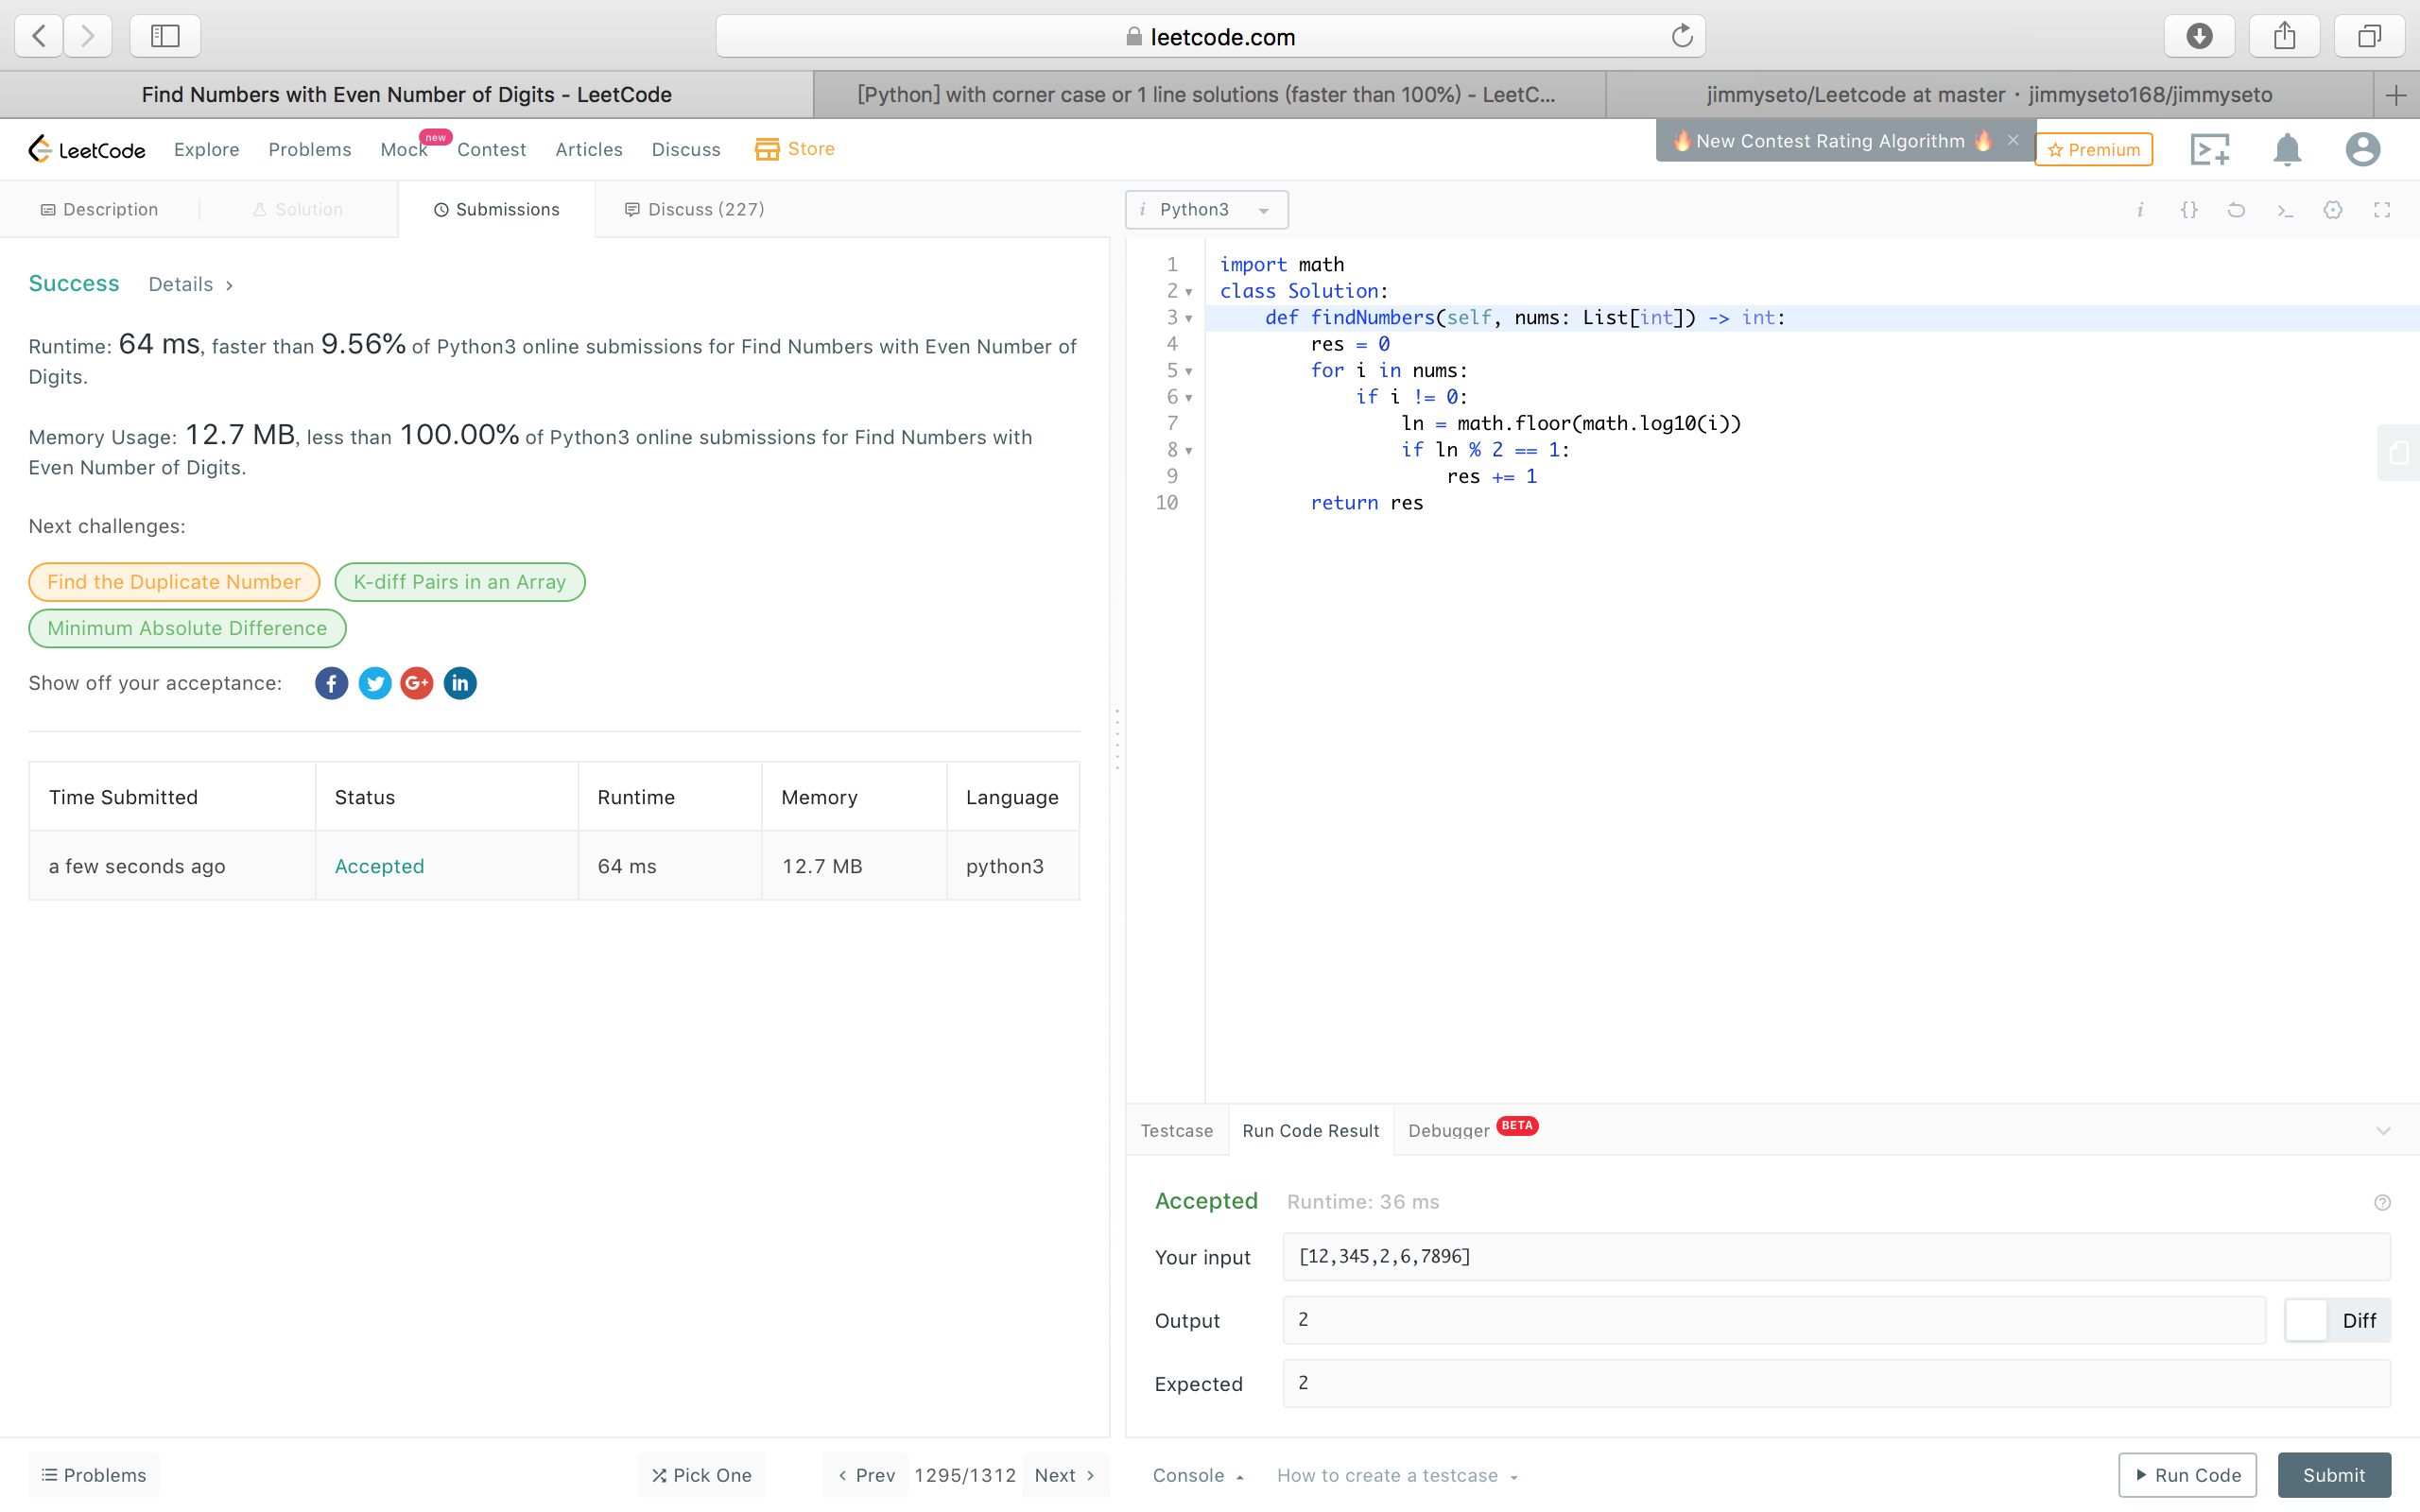 leetcode.com
Find Numbers with Even Number of Digits - LeetCode
[Python] with corner case or 1 line solutions (faster than 100%) - LeetC...
jimmyseto/Leetcode at master · jimmyseto168/jimmyseto
LeetCode
Explore
Problems
Mock
new
Contest
Articles
Discuss
Store
🔥New Contest Rating Algorithm 🔥 ×
Premium
Description
Solution
Submissions
Discuss (227)
i Python3
Success
Details >
Runtime: 64 ms, faster than 9.56% of Python3 online submissions for Find Numbers with Even Number of
Digits.
Memory Usage: 12.7 MB, less than 100.00% of Python3 online submissions for Find Numbers with
Even Number of Digits.
Next challenges:
Find the Duplicate Number
K-diff Pairs in an Array
Minimum Absolute Difference
Show off your acceptance:
f
G+
in
Time Submitted
Status
Runtime
Memory
Language
a few seconds ago
Accepted
64 ms
12.7 MB
python3
1 import math
2 class Solution:
3     def findNumbers(self, nums: List[int]) -> int:
4         res = 0
5         for i in nums:
6             if i != 0:
7                 ln = math.floor(math.log10(i))
8                 if ln % 2 == 1:
9                     res += 1
10         return res
Testcase
Run Code Result
Debugger
BETA
Accepted
Runtime: 36 ms
Your input
[12,345,2,6,7896]
Output
2
Diff
Expected
2
Problems
Pick One
< Prev
1295/1312
Next >
Console
How to create a testcase
Run Code
Submit